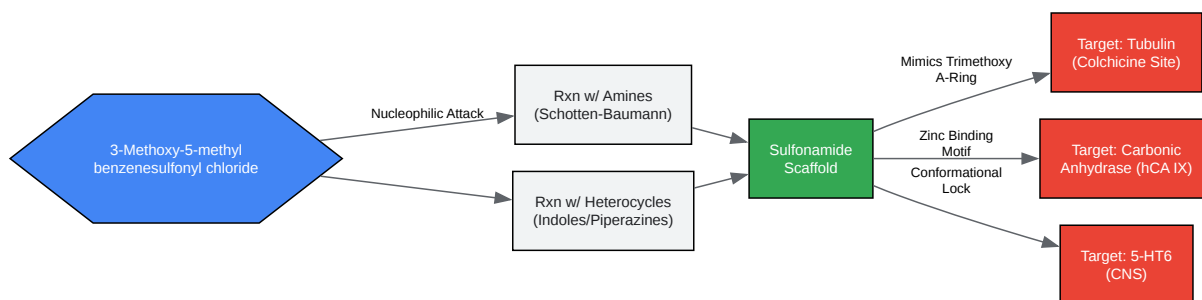 3-Methoxy-5-methyl
benzenesulfonyl chloride
Nucleophilic Attack
Rxn w/ Amines
(Schotten-Baumann)
Rxn w/ Heterocycles
(Indoles/Piperazines)
Sulfonamide
Scaffold
Mimics Trimethoxy
A-Ring
Zinc Binding
Motif
Conformational
Lock
Target: Tubulin
(Colchicine Site)
Target: Carbonic
Anhydrase (hCA IX)
Target: 5-HT6
(CNS)